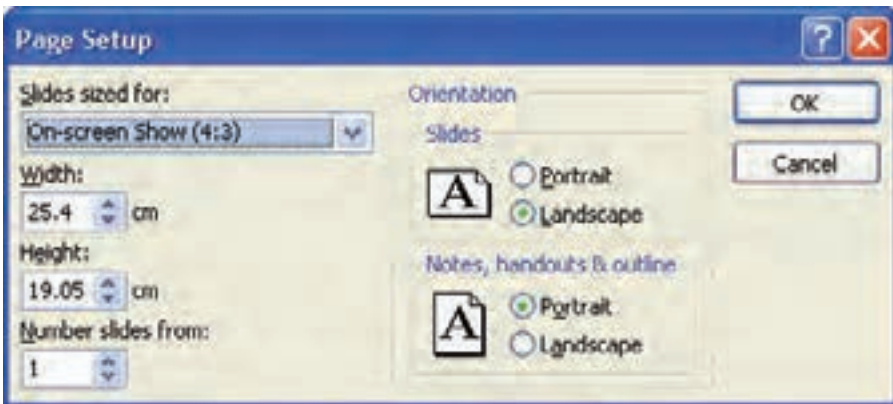 Page Setup
Slides sized for:
On-screen Show (4:3)
Width:
25.4 cm
Height:
19.05 cm
Number slides from:
1
Orientation
Slides
A
Portrait
Landscape
Notes, handouts & outline
A
Portrait
Landscape
OK
Cancel